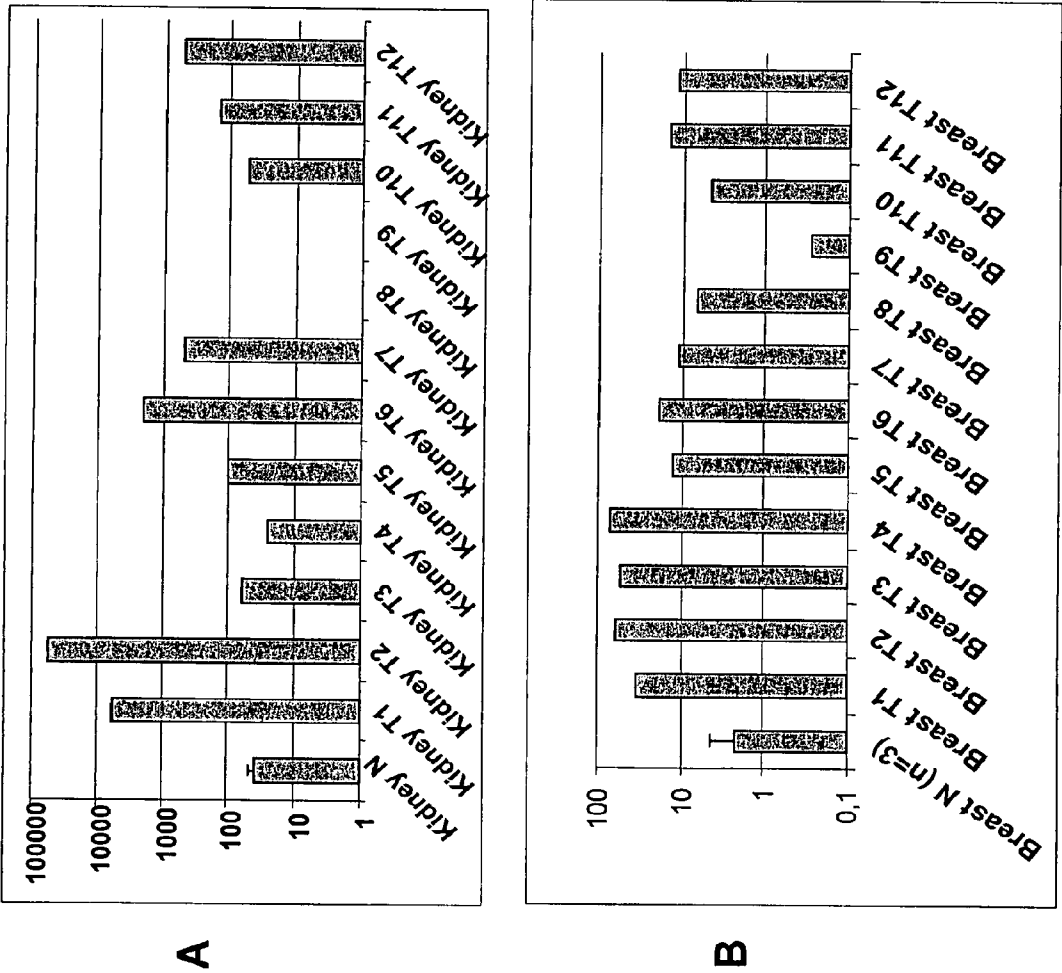 A
100000
10000
1000
100
10
1
Kidney N
Kidney T1
Kidney T2
Kidney T3
Kidney T4
Kidney T5
Kidney T6
Kidney T7
Kidney T8
Kidney T9
Kidney T10
Kidney T11
Kidney T12
B
100
10
1
0,1
Breast N (n=3)
Breast T1
Breast T2
Breast T3
Breast T4
Breast T5
Breast T6
Breast T7
Breast T8
Breast T9
Breast T10
Breast T11
Breast T12